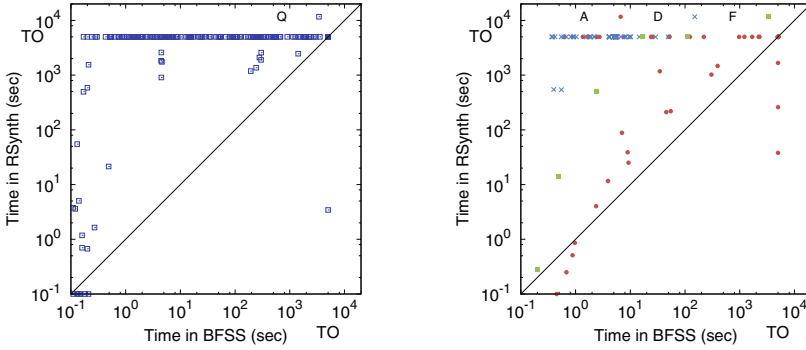 10^4 Q
TO
10^3
10^2
10^1
10^0
10^-1
10^-1 10^0 10^1 10^2 10^3 10^4
Time in RSynth (sec)
Time in BFSS (sec) TO
10^4 A D F
TO
10^3
10^2
10^1
10^0
10^-1
10^-1 10^0 10^1 10^2 10^3 10^4
Time in RSynth (sec)
Time in BFSS (sec) TO